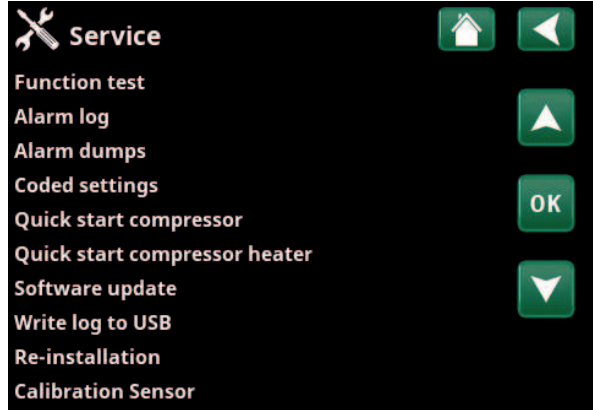 Service
Function test
Alarm log
Alarm dumps
Coded settings
OK
Quick start compressor
Quick start compressor heater
Software update
Write log to USB
Re-installation
Calibration Sensor